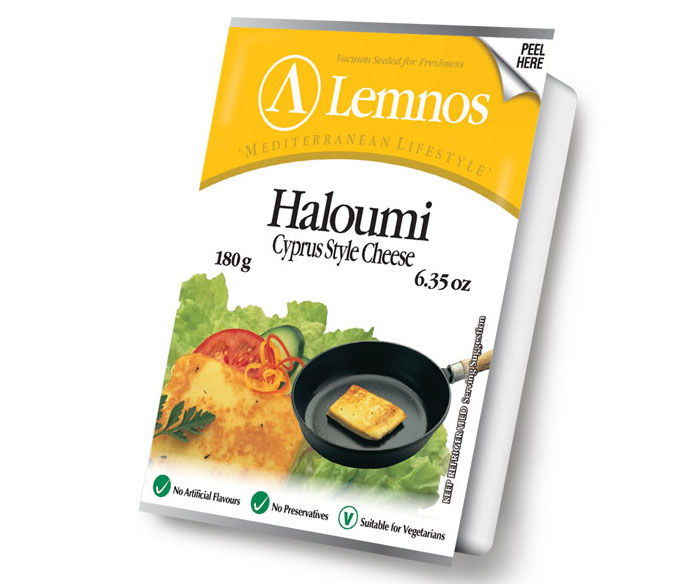 PEEL
HERE
Vacuum Sealed for Freshness
Λ Lemnos
'MEDITERRANEAN LIFESTYLE'
Haloumi
Cyprus Style Cheese
180 g
6.35 oz
KEEP REFRIGERATED Serving Suggestion
No Artificial Flavours
No Preservatives
V Suitable for Vegetarians